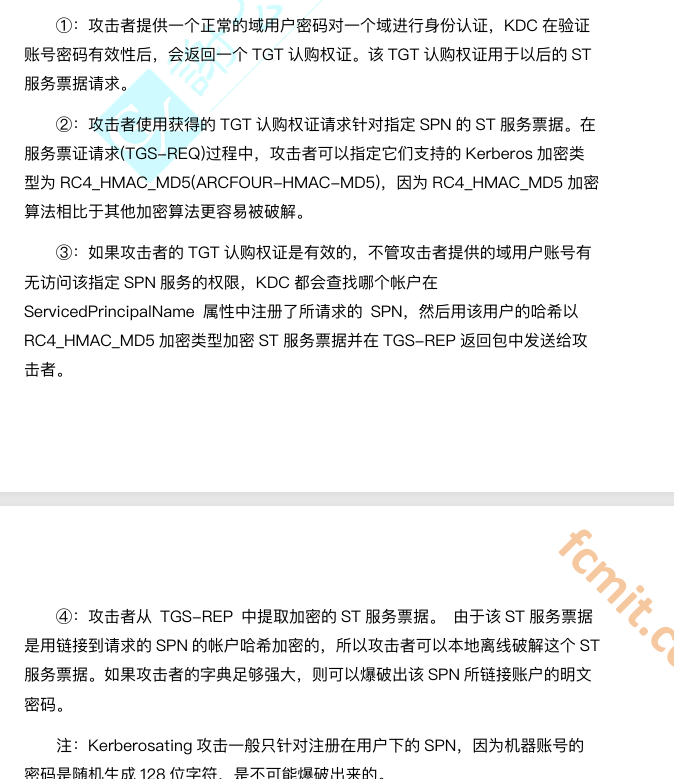 ①：攻击者提供一个正常的域用户密码对一个域进行身份认证，KDC 在验证
账号密码有效性后，会返回一个 TGT 认购权证。该 TGT 认购权证用于以后的 ST
服务票据请求。
②：攻击者使用获得的 TGT 认购权证请求针对指定 SPN 的 ST 服务票据。在
服务票证请求(TGS-REQ)过程中，攻击者可以指定它们支持的 Kerberos 加密类
型为 RC4_HMAC_MD5(ARCFOUR-HMAC-MD5)，因为 RC4_HMAC_MD5 加密
算法相比于其他加密算法更容易被破解。
③：如果攻击者的 TGT 认购权证是有效的，不管攻击者提供的域用户账号有
无访问该指定 SPN 服务的权限，KDC 都会查找哪个帐户在
ServicedPrincipalName 属性中注册了所请求的 SPN，然后用该用户的哈希以
RC4_HMAC_MD5 加密类型加密 ST 服务票据并在 TGS-REP 返回包中发送给攻
击者。
fcmit.c
④：攻击者从 TGS-REP 中提取加密的 ST 服务票据。 由于该 ST 服务票据
是用链接到请求的 SPN 的帐户哈希加密的，所以攻击者可以本地离线破解这个 ST
服务票据。如果攻击者的字典足够强大，则可以爆破出该 SPN 所链接账户的明文
密码。
注：Kerberosating 攻击一般只针对注册在用户下的 SPN，因为机器账号的
密码是随机生成 128 位字符，是不可能爆破出来的。